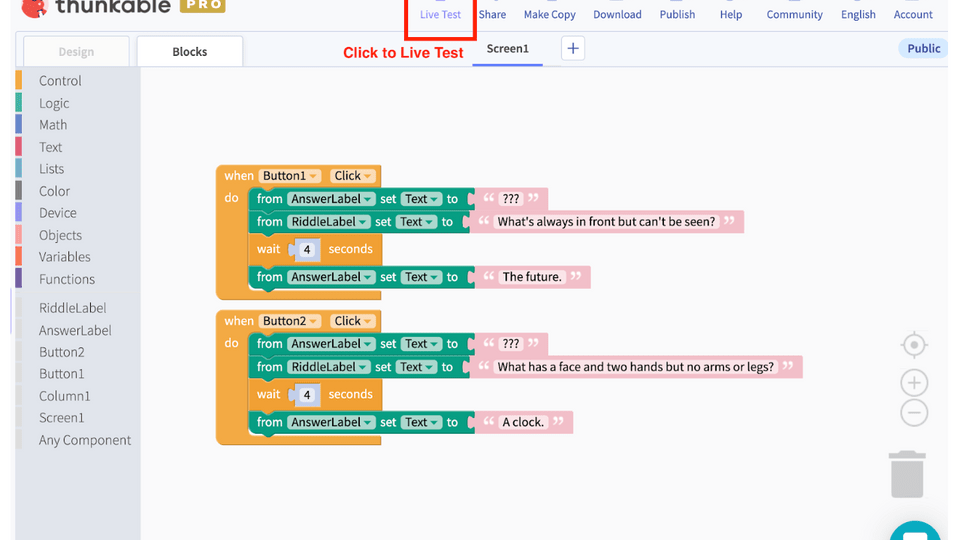 thunkable PRO
Live Test Share Make Copy Download Publish Help Community English Account
Design Blocks Click to Live Test Screen1 + Public
Control
Logic
Math
Text
Lists
Color
Device
Objects
Variables
Functions
RiddleLabel
AnswerLabel
Button2
Button1
Column1
Screen1
Any Component
when Button1 Click
do from AnswerLabel set Text to “ ??? ”
from RiddleLabel set Text to “ What's always in front but can't be seen? ”
wait 4 seconds
from AnswerLabel set Text to “ The future. ”
when Button2 Click
do from AnswerLabel set Text to “ ??? ”
from RiddleLabel set Text to “ What has a face and two hands but no arms or legs? ”
wait 4 seconds
from AnswerLabel set Text to “ A clock. ”